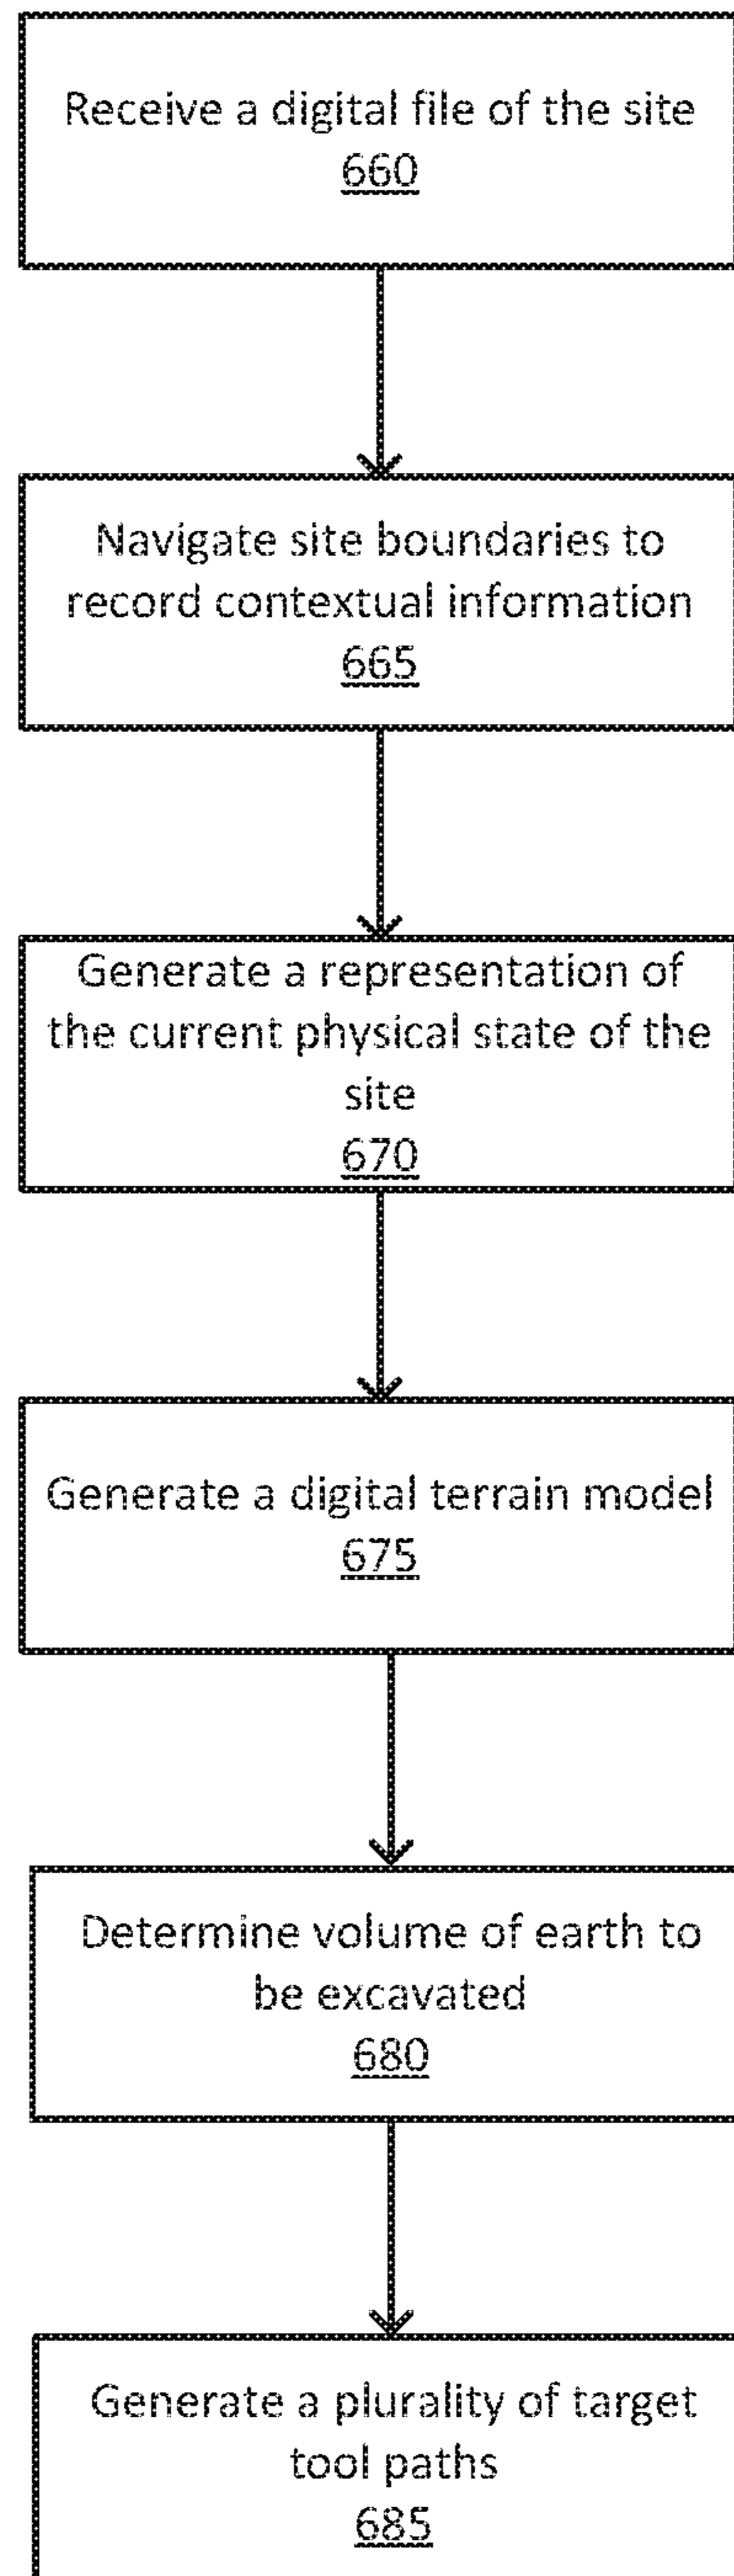 Receive a digital file of the site
660
Navigate site boundaries to
record contextual information
665
Generate a representation of
the current physical state of the
site
670
Generate a digital terrain model
675
Determine volume of earth to
be excavated
680
Generate a plurality of target
tool paths
685